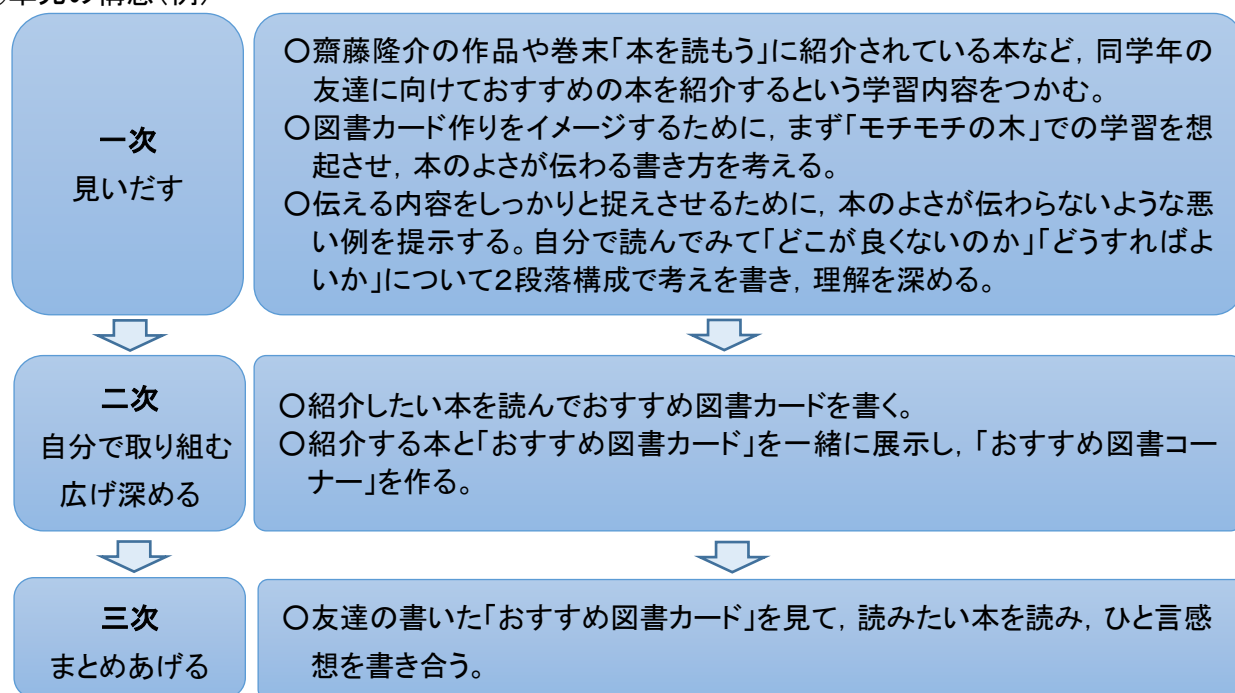 ○単元の構想(例)
一次
見いだす
○齋藤隆介の作品や巻末「本を読もう」に紹介されている本など，同学年の
友達に向けておすすめの本を紹介するという学習内容をつかむ。
○図書カード作りをイメージするために，まず「モチモチの木」での学習を想
起させ，本のよさが伝わる書き方を考える。
○伝える内容をしっかりと捉えさせるために，本のよさが伝わらないような悪
い例を提示する。自分で読んでみて「どこが良くないのか」「どうすればよ
いか」について２段落構成で考えを書き，理解を深める。
二次
自分で取り組む
広げ深める
○紹介したい本を読んでおすすめ図書カードを書く。
○紹介する本と「おすすめ図書カード」を一緒に展示し，「おすすめ図書コー
ナー」を作る。
三次
まとめあげる
○友達の書いた「おすすめ図書カード」を見て，読みたい本を読み，ひと言感
想を書き合う。